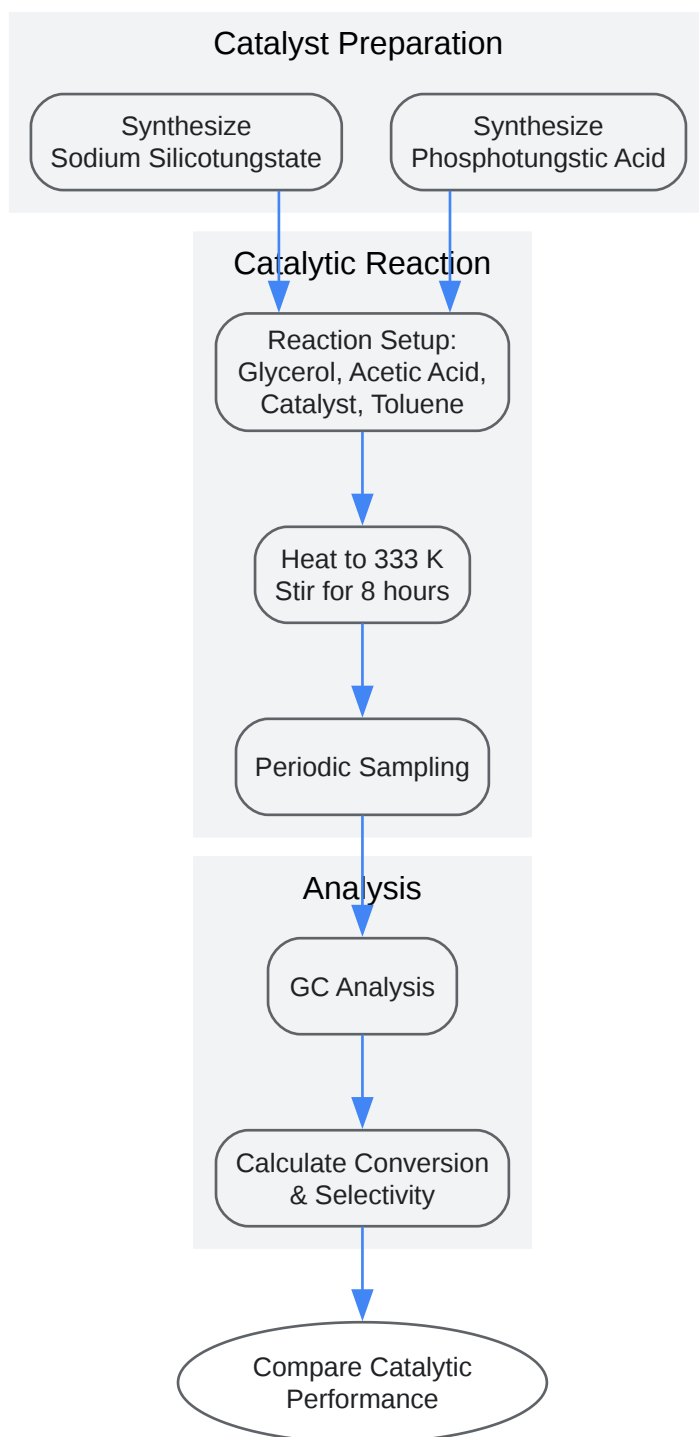 Catalyst Preparation
Synthesize
Sodium Silicotungstate
Synthesize
Phosphotungstic Acid
Catalytic Reaction
Reaction Setup:
Glycerol, Acetic Acid,
Catalyst, Toluene
Heat to 333 K
Stir for 8 hours
Periodic Sampling
Analysis
GC Analysis
Calculate Conversion
& Selectivity
Compare Catalytic
Performance